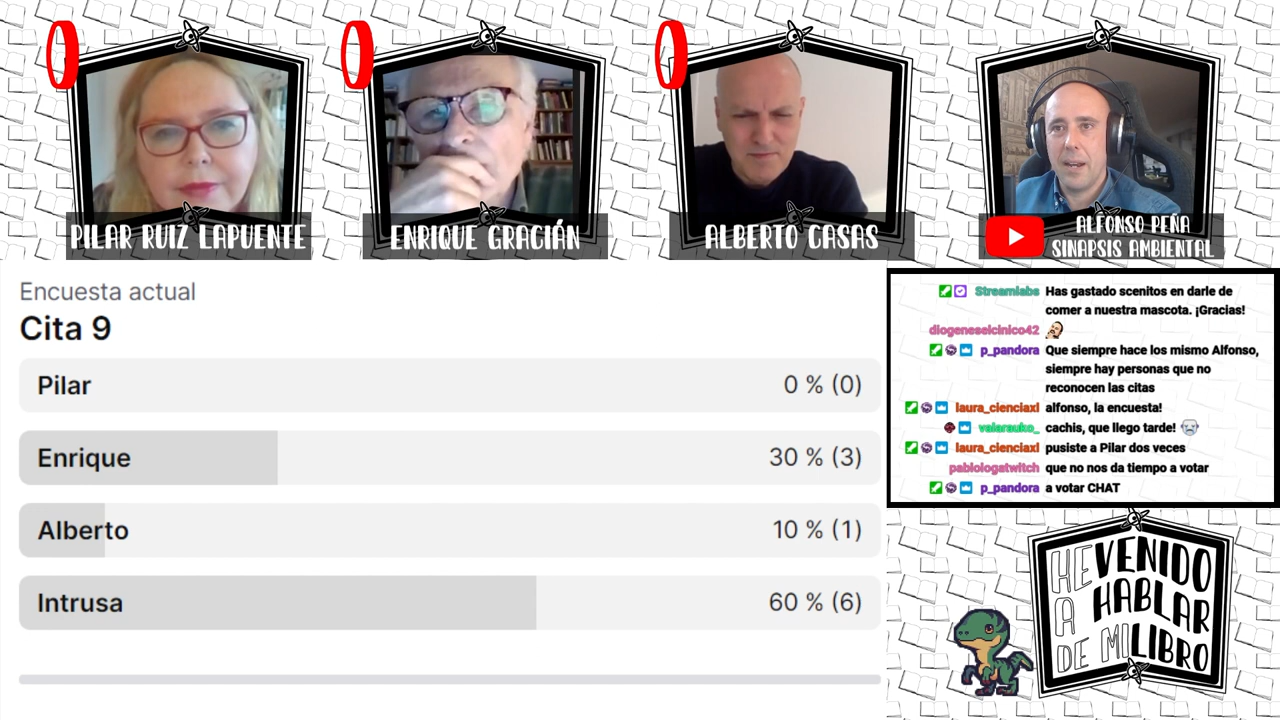 0
0
0
PILAR RUIZ LAPUENTE
ENRIQUE GRACIÁN
ALBERTO CASAS
ALFONSO PEÑA
SINAPSIS AMBIENTAL
Encuesta actual
Cita 9
Pilar 0 % (0)
Enrique 30 % (3)
Alberto 10 % (1)
Intrusa 60 % (6)
Streamlabs Has gastado scenitos en darle de
comer a nuestra mascota. ¡Gracias!
diogeneselcinico42
p_pandora Que siempre hace los mismo Alfonso,
siempre hay personas que no
reconocen las citas
laura_cienciaxl alfonso, la encuesta!
valarauko_ cachis, que llego tarde!
laura_cienciaxl pusiste a Pilar dos veces
pablologatwitch que no nos da tiempo a votar
p_pandora a votar CHAT
HE VENIDO
A HABLAR
DE MI LIBRO